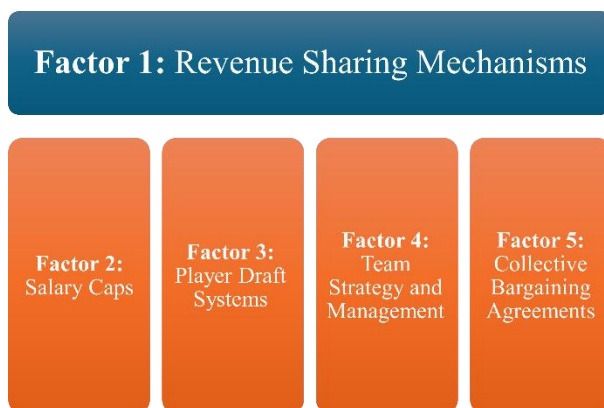 Factor 1: Revenue Sharing Mechanisms
Factor 2:
Salary Caps
Factor 3:
Player Draft
Systems
Factor 4:
Team
Strategy and
Management
Factor 5:
Collective
Bargaining
Agreements